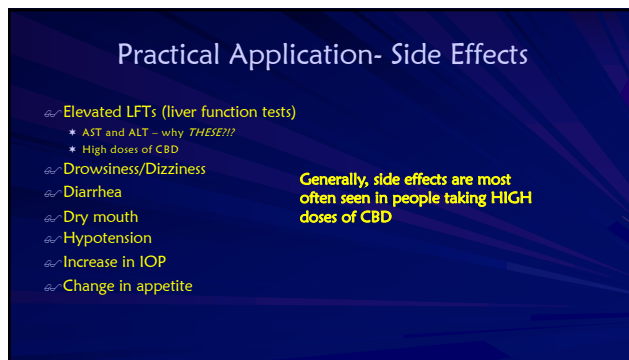 Practical Application- Side Effects
Elevated LFTs (liver function tests)
AST and ALT – why THESE?!?
High doses of CBD
Drowsiness/Dizziness
Diarrhea
Dry mouth
Hypotension
Increase in IOP
Change in appetite
Generally, side effects are most
often seen in people taking HIGH
doses of CBD